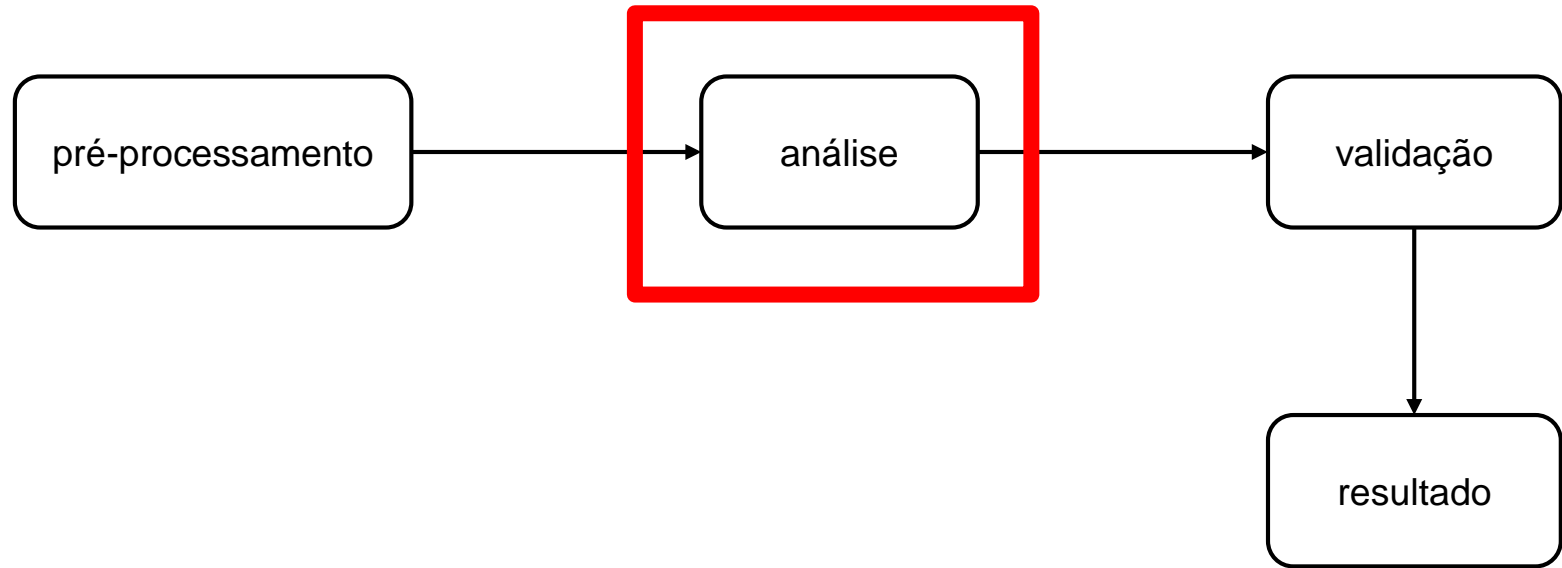 pré-processamento
análise
validação
resultado